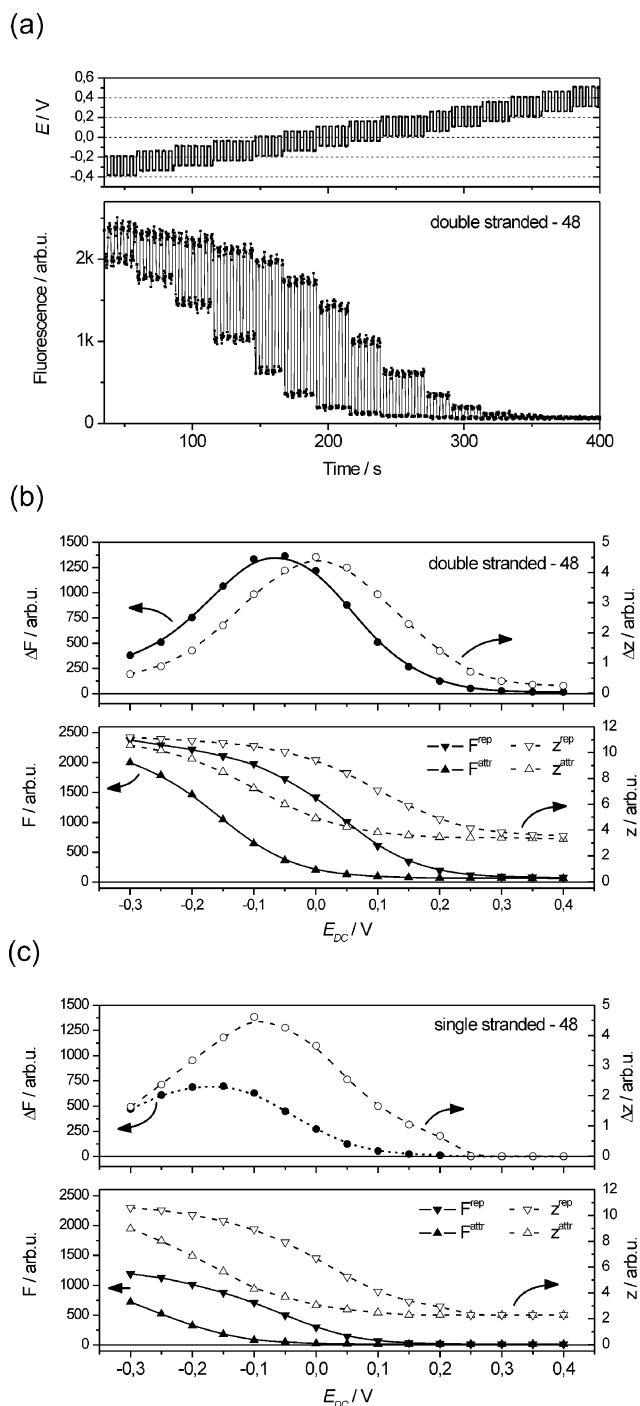 (a)
0,6
0,4
0,2
0,0
-0,2
-0,4
E / V
double stranded - 48
2k
1k
0
Fluorescence / arb.u.
100 200 300 400
Time / s
(b)
1500
1250
1000
750
500
250
0
ΔF / arb.u.
double stranded - 48
5
4
3
2
1
0
Δz / arb.u.
2500
2000
1500
1000
500
0
F / arb.u.
F^rep z^rep
F^attr z^attr
12
10
8
6
4
2
0
z / arb.u.
-0,3 -0,2 -0,1 0,0 0,1 0,2 0,3 0,4
E_DC / V
(c)
1500
1250
1000
750
500
250
0
ΔF / arb.u.
single stranded - 48
5
4
3
2
1
0
Δz / arb.u.
2500
2000
1500
1000
500
0
F / arb.u.
F^rep z^rep
F^attr z^attr
12
10
8
6
4
2
0
z / arb.u.
-0,3 -0,2 -0,1 0,0 0,1 0,2 0,3 0,4
E_DC / V